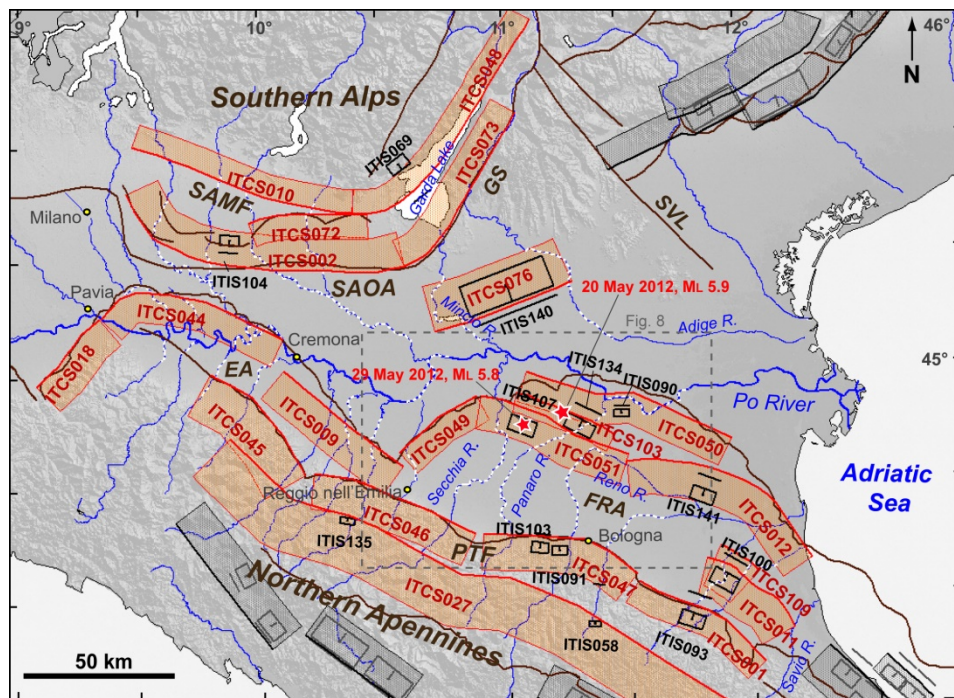 9°
10°
11°
12°
46°
N
Southern Alps
ITCS048
ITIS069
ITCS073
Garda Lake
GS
ITCS010
SAMF
SVL
Milano
ITCS072
ITCS002
ITIS104
SAOA
ITCS076
ITIS140
20 May 2012, ML 5.9
Pavia
ITCS044
Mincio R.
Fig. 8
Adige R.
Cremona
45°
ITCS018
EA
29 May 2012, ML 5.8
ITIS134
ITIS090
Po River
ITIS107
ITCS103
ITCS050
ITCS009
ITCS049
ITCS045
ITCS051
Secchia R.
Panaro R.
Reno R.
FRA
Adriatic
Sea
Reggio nell'Emilia
ITIS141
ITCS012
ITCS046
ITIS103
Bologna
ITIS135
PTF
ITIS100
ITIS091
ITCS047
ITCS109
ITCS027
Northern Apennines
ITCS011
ITIS058
ITIS093
ITCS001
Savio R.
50 km